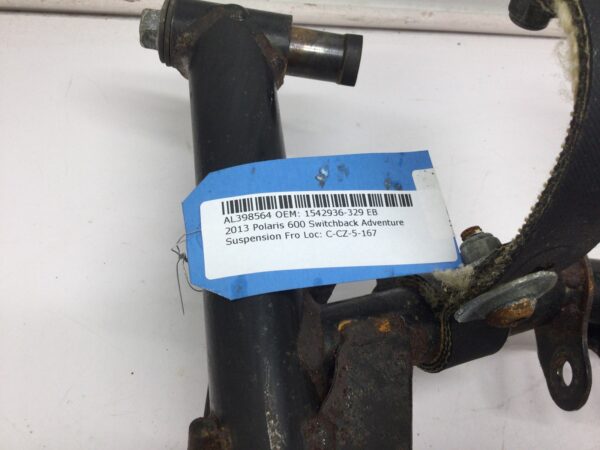 AL398564 OEM: 1542936-329 EB
2013 Polaris 600 Switchback Adventure
Suspension Fro Loc: C-CZ-5-167